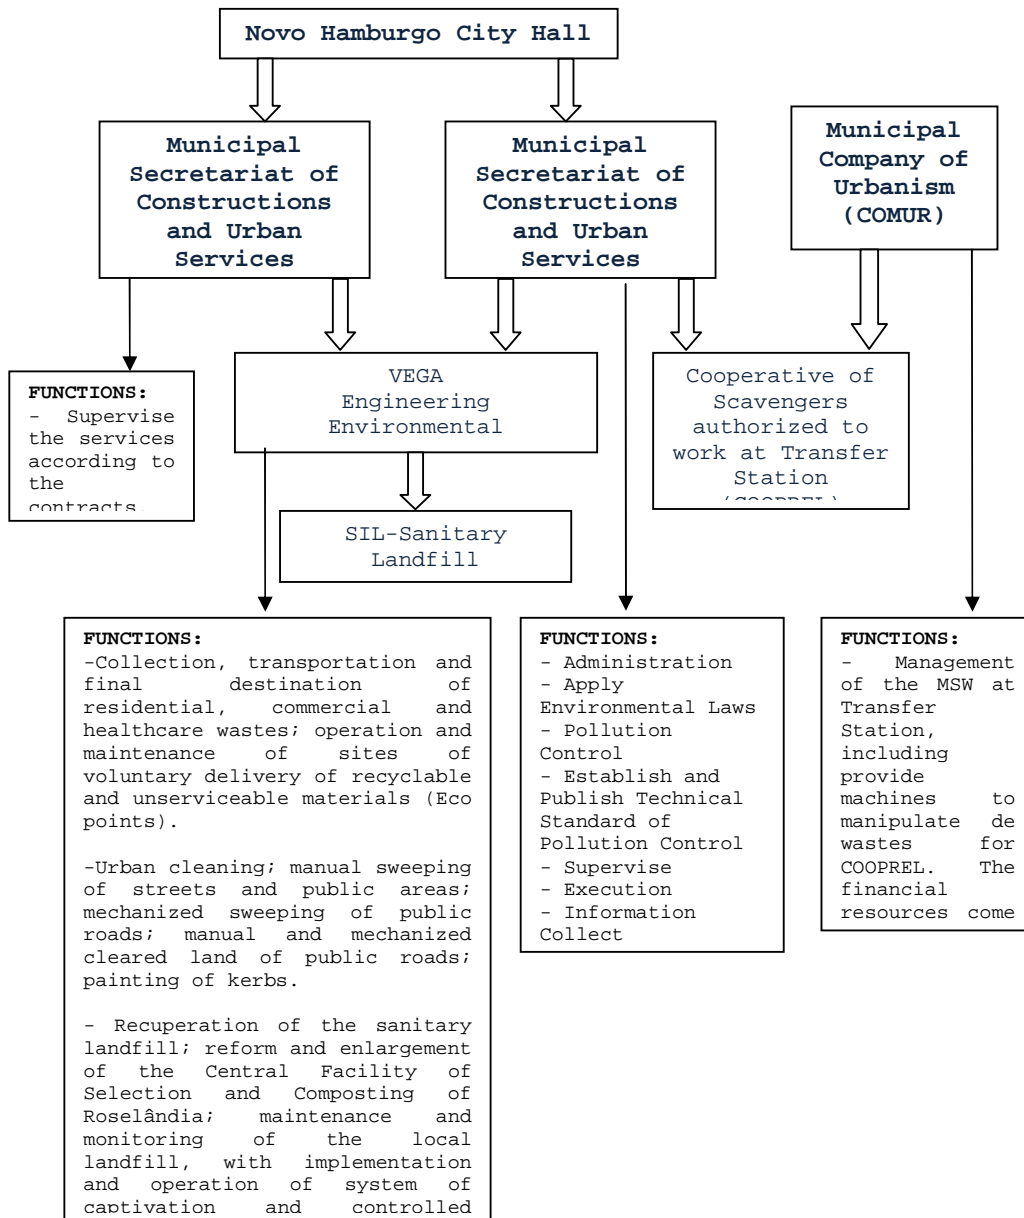 Novo Hamburgo City Hall
Municipal
Secretariat of
Constructions
and Urban
Services
Municipal
Secretariat of
Constructions
and Urban
Services
Municipal
Company of
Urbanism
(COMUR)
FUNCTIONS:
- Supervise
the services
according to
the
contracts.
VEGA
Engineering
Environmental
Cooperative of
Scavengers
authorized to
work at Transfer
Station
(COOPREL)
SIL-Sanitary
Landfill
FUNCTIONS:
-Collection, transportation and
final destination of
residential, commercial and
healthcare wastes; operation and
maintenance of sites of
voluntary delivery of recyclable
and unserviceable materials (Eco
points).
-Urban cleaning; manual sweeping
of streets and public areas;
mechanized sweeping of public
roads; manual and mechanized
cleared land of public roads;
painting of kerbs.
- Recuperation of the sanitary
landfill; reform and enlargement
of the Central Facility of
Selection and Composting of
Roselândia; maintenance and
monitoring of the local
landfill, with implementation
and operation of system of
captivation and controlled
FUNCTIONS:
- Administration
- Apply
Environmental Laws
- Pollution
Control
- Establish and
Publish Technical
Standard of
Pollution Control
- Supervise
- Execution
- Information
Collect
FUNCTIONS:
- Management
of the MSW at
Transfer
Station,
including
provide
machines to
manipulate de
wastes for
COOPREL. The
financial
resources come